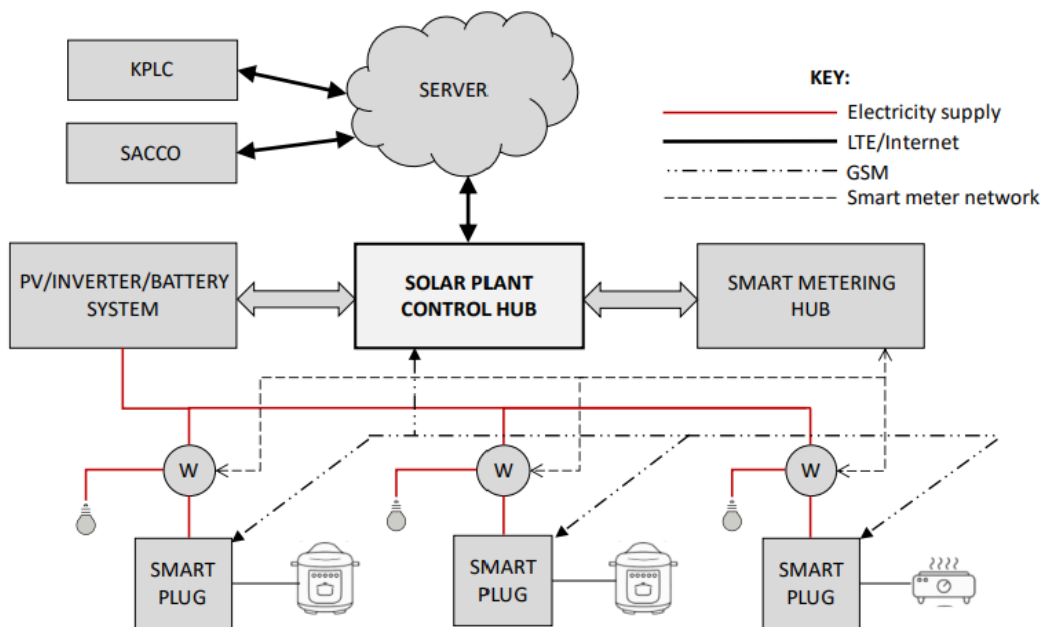 KPLC
SERVER
SACCO
KEY:
Electricity supply
LTE/Internet
GSM
Smart meter network
PV/INVERTER/BATTERY
SYSTEM
SOLAR PLANT
CONTROL HUB
SMART METERING
HUB
W
W
W
SMART
PLUG
SMART
PLUG
SMART
PLUG